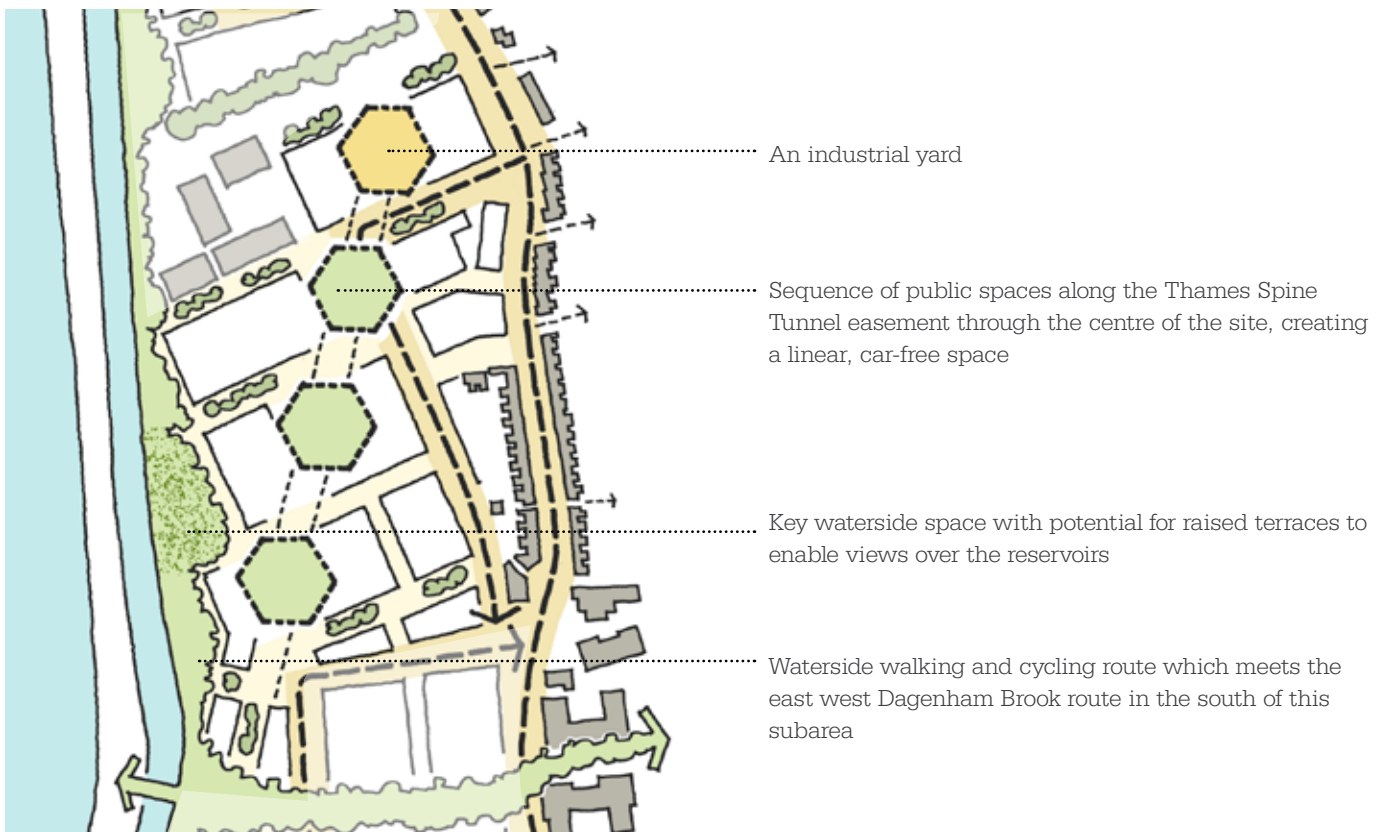 An industrial yard
Sequence of public spaces along the Thames Spine
Tunnel easement through the centre of the site, creating
a linear, car-free space
Key waterside space with potential for raised terraces to
enable views over the reservoirs
Waterside walking and cycling route which meets the
east west Dagenham Brook route in the south of this
subarea